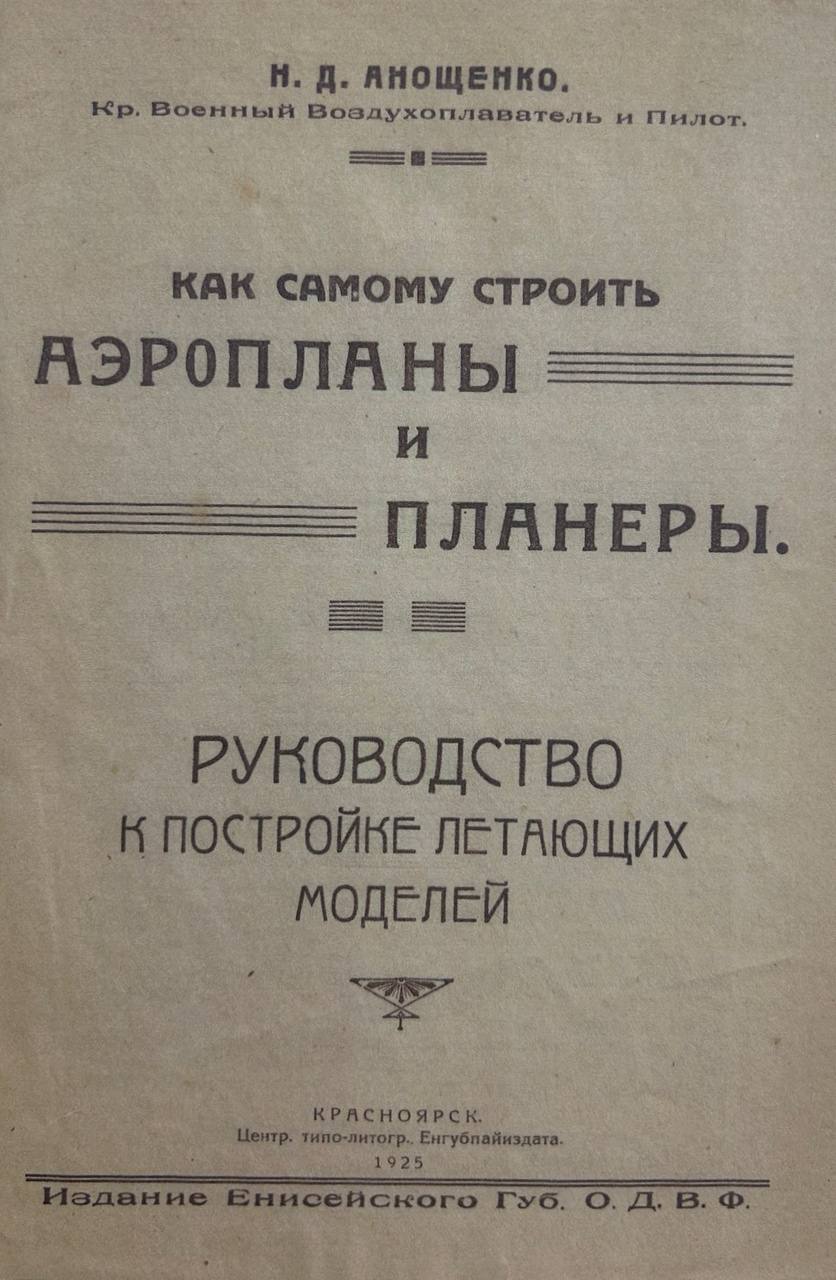 Н. Д. АНОЩЕНКО.
Кр. Военный Воздухоплаватель и Пилот.
КАК САМОМУ СТРОИТЬ
АЭРОПЛАНЫ
И
ПЛАНЕРЫ.
РУКОВОДСТВО
К ПОСТРОЙКЕ ЛЕТАЮЩИХ
МОДЕЛЕЙ
КРАСНОЯРСК.
Центр. типо-литогр. Енгубпайиздата.
1925
Издание Енисейского Губ. О. Д. В. Ф.